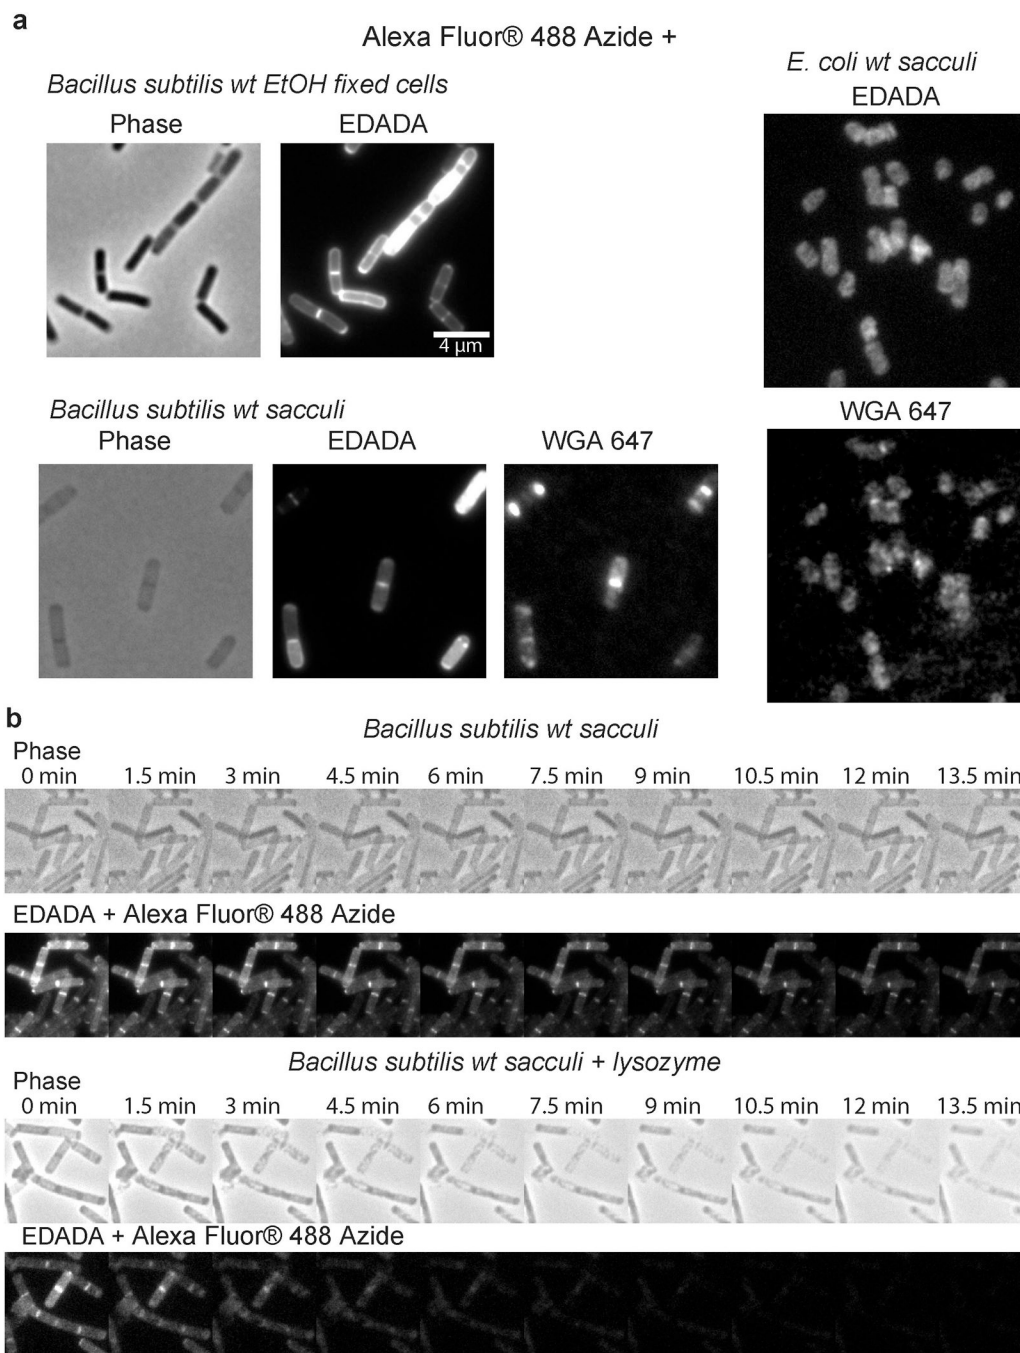 a
Alexa Fluor® 488 Azide +
Bacillus subtilis wt EtOH fixed cells
Phase
EDADA
4 µm
E. coli wt sacculi
EDADA
WGA 647
Bacillus subtilis wt sacculi
Phase
EDADA
WGA 647
b
Bacillus subtilis wt sacculi
Phase
0 min 1.5 min 3 min 4.5 min 6 min 7.5 min 9 min 10.5 min 12 min 13.5 min
EDADA + Alexa Fluor® 488 Azide
Bacillus subtilis wt sacculi + lysozyme
Phase
0 min 1.5 min 3 min 4.5 min 6 min 7.5 min 9 min 10.5 min 12 min 13.5 min
EDADA + Alexa Fluor® 488 Azide